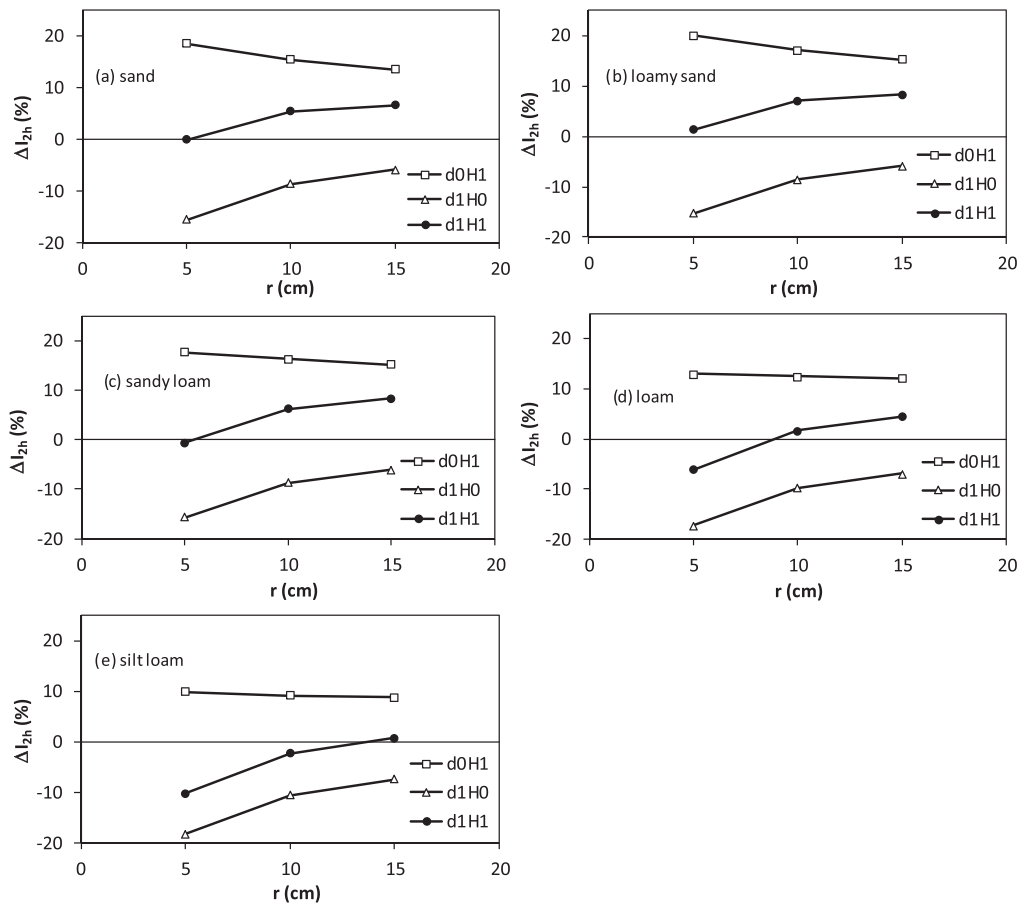 20
10
0
-10
-20
ΔI2h (%)
(a) sand
d0H1
d1H0
d1H1
0 5 10 15 20
r (cm)
20
10
0
-10
-20
ΔI2h (%)
(b) loamy sand
d0H1
d1H0
d1H1
0 5 10 15 20
r (cm)
20
10
0
-10
-20
ΔI2h (%)
(c) sandy loam
d0H1
d1H0
d1H1
0 5 10 15 20
r (cm)
20
10
0
-10
-20
ΔI2h (%)
(d) loam
d0H1
d1H0
d1H1
0 5 10 15 20
r (cm)
20
10
0
-10
-20
ΔI2h (%)
(e) silt loam
d0H1
d1H0
d1H1
0 5 10 15 20
r (cm)